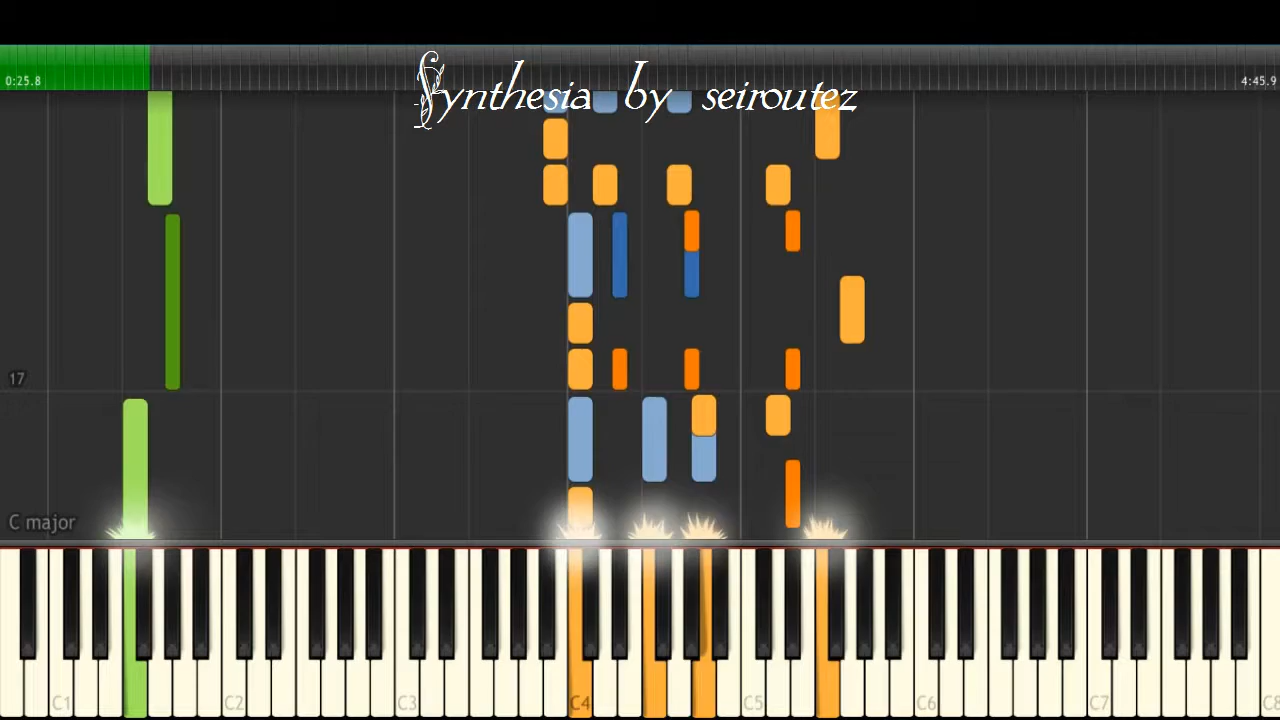 Synthesia by seiroutez
0:25.8 4:45.9
17
C major
C1 C2 C3 C4 C5 C6 C7 C8